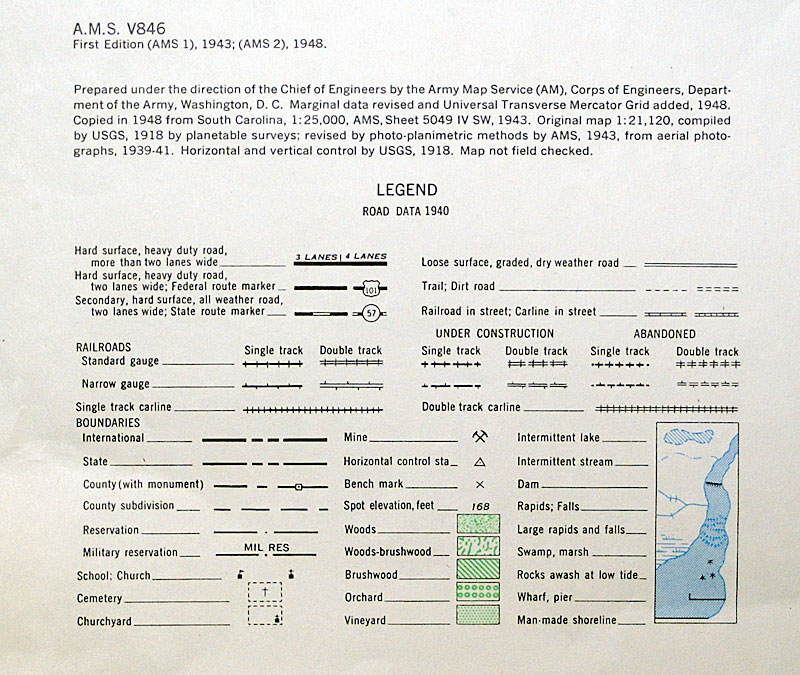 A.M.S. V846
First Edition (AMS 1), 1943; (AMS 2), 1948.
Prepared under the direction of the Chief of Engineers by the Army Map Service (AM), Corps of Engineers, Depart-
ment of the Army, Washington, D. C. Marginal data revised and Universal Transverse Mercator Grid added, 1948.
Copied in 1948 from South Carolina, 1:25,000, AMS, Sheet 5049 IV SW, 1943. Original map 1:21,120, compiled
by USGS, 1918 by planetable surveys; revised by photo-planimetric methods by AMS, 1943, from aerial photo-
graphs, 1939-41. Horizontal and vertical control by USGS, 1918. Map not field checked.
LEGEND
ROAD DATA 1940
Hard surface, heavy duty road,
more than two lanes wide 3 LANES | 4 LANES
Hard surface, heavy duty road,
two lanes wide; Federal route marker 101
Secondary, hard surface, all weather road,
two lanes wide; State route marker 57
Loose surface, graded, dry weather road
Trail; Dirt road
Railroad in street; Carline in street
UNDER CONSTRUCTION ABANDONED
RAILROADS Single track Double track Single track Double track Single track Double track
Standard gauge
Narrow gauge
Single track carline Double track carline
BOUNDARIES
International
State
County (with monument)
County subdivision
Reservation
Military reservation MIL RES
School; Church
Cemetery
Churchyard
Mine
Horizontal control sta.
Bench mark
Spot elevation, feet 168
Woods
Woods-brushwood
Brushwood
Orchard
Vineyard
Intermittent lake
Intermittent stream
Dam
Rapids; Falls
Large rapids and falls
Swamp, marsh
Rocks awash at low tide
Wharf, pier
Man-made shoreline